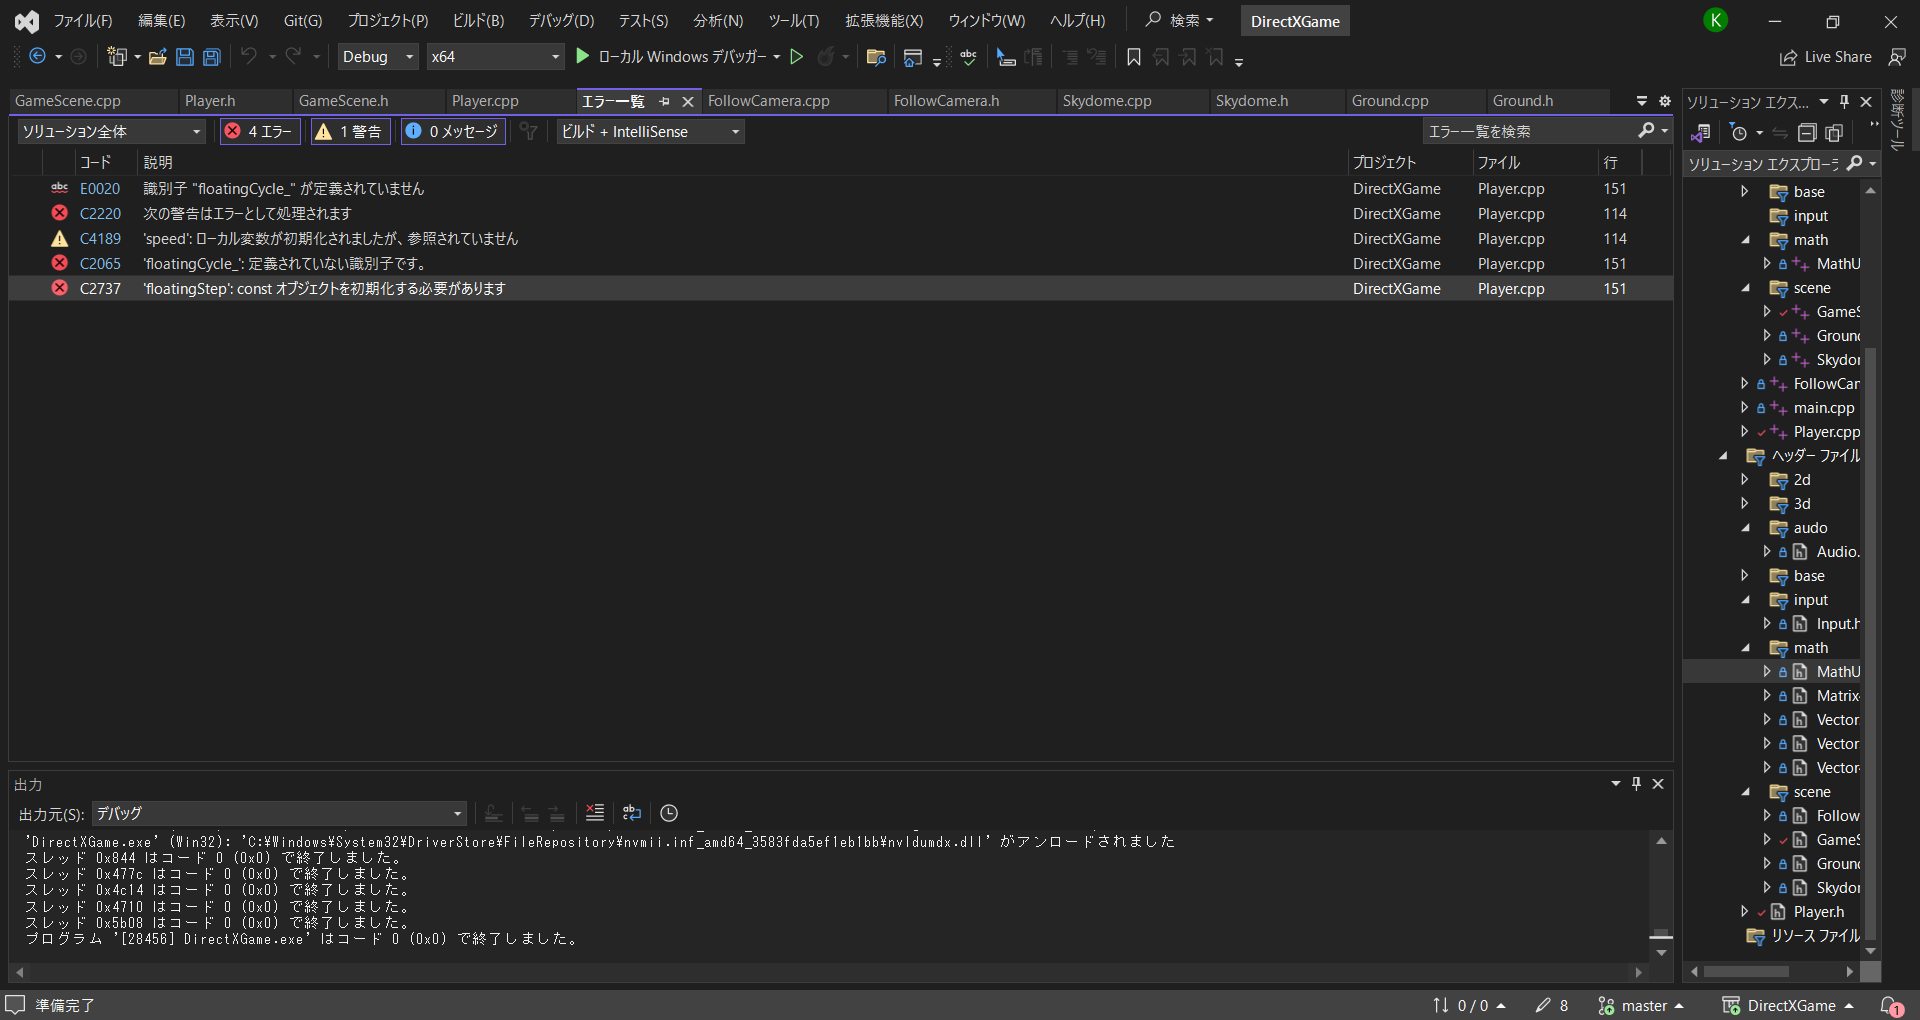 ファイル(F) 編集(E) 表示(V) Git(G) プロジェクト(P) ビルド(B) デバッグ(D) テスト(S) 分析(N) ツール(T) 拡張機能(X) ウィンドウ(W) ヘルプ(H) 検索 DirectXGame K
Debug x64 ローカル Windows デバッガー abc Live Share
GameScene.cpp Player.h GameScene.h Player.cpp エラー一覧 FollowCamera.cpp FollowCamera.h Skydome.cpp Skydome.h Ground.cpp Ground.h
ソリューション全体 4 エラー 1 警告 0 メッセージ ビルド + IntelliSense エラー一覧を検索
コード 説明 プロジェクト ファイル 行
abc E0020 識別子 "floatingCycle_" が定義されていません DirectXGame Player.cpp 151
C2220 次の警告はエラーとして処理されます DirectXGame Player.cpp 114
C4189 'speed': ローカル変数が初期化されましたが、参照されていません DirectXGame Player.cpp 114
C2065 'floatingCycle_': 定義されていない識別子です。 DirectXGame Player.cpp 151
C2737 'floatingStep': const オブジェクトを初期化する必要があります DirectXGame Player.cpp 151
出力
出力元(S): デバッグ
'DirectXGame.exe' (Win32): 'C:¥Windows¥System32¥DriverStore¥FileRepository¥nvmii.inf_amd64_3583fda5ef1eb1bb¥nvldumdx.dll' がアンロードされました
スレッド 0x844 はコード 0 (0x0) で終了しました。
スレッド 0x477c はコード 0 (0x0) で終了しました。
スレッド 0x4c14 はコード 0 (0x0) で終了しました。
スレッド 0x4710 はコード 0 (0x0) で終了しました。
スレッド 0x5b08 はコード 0 (0x0) で終了しました。
プログラム '[28456] DirectXGame.exe' はコード 0 (0x0) で終了しました。
ソリューション エクス...
ソリューション エクスプローラ
base
input
math
MathU
scene
GameS
Ground
Skydor
FollowCam
main.cpp
Player.cpp
ヘッダー ファイル
2d
3d
audo
Audio.
base
input
Input.h
math
MathU
Matrix
Vector
Vector
Vector
scene
Follow
GameS
Ground
Skydor
Player.h
リソース ファイル
診断ツール
準備完了 0 / 0 8 master DirectXGame 1